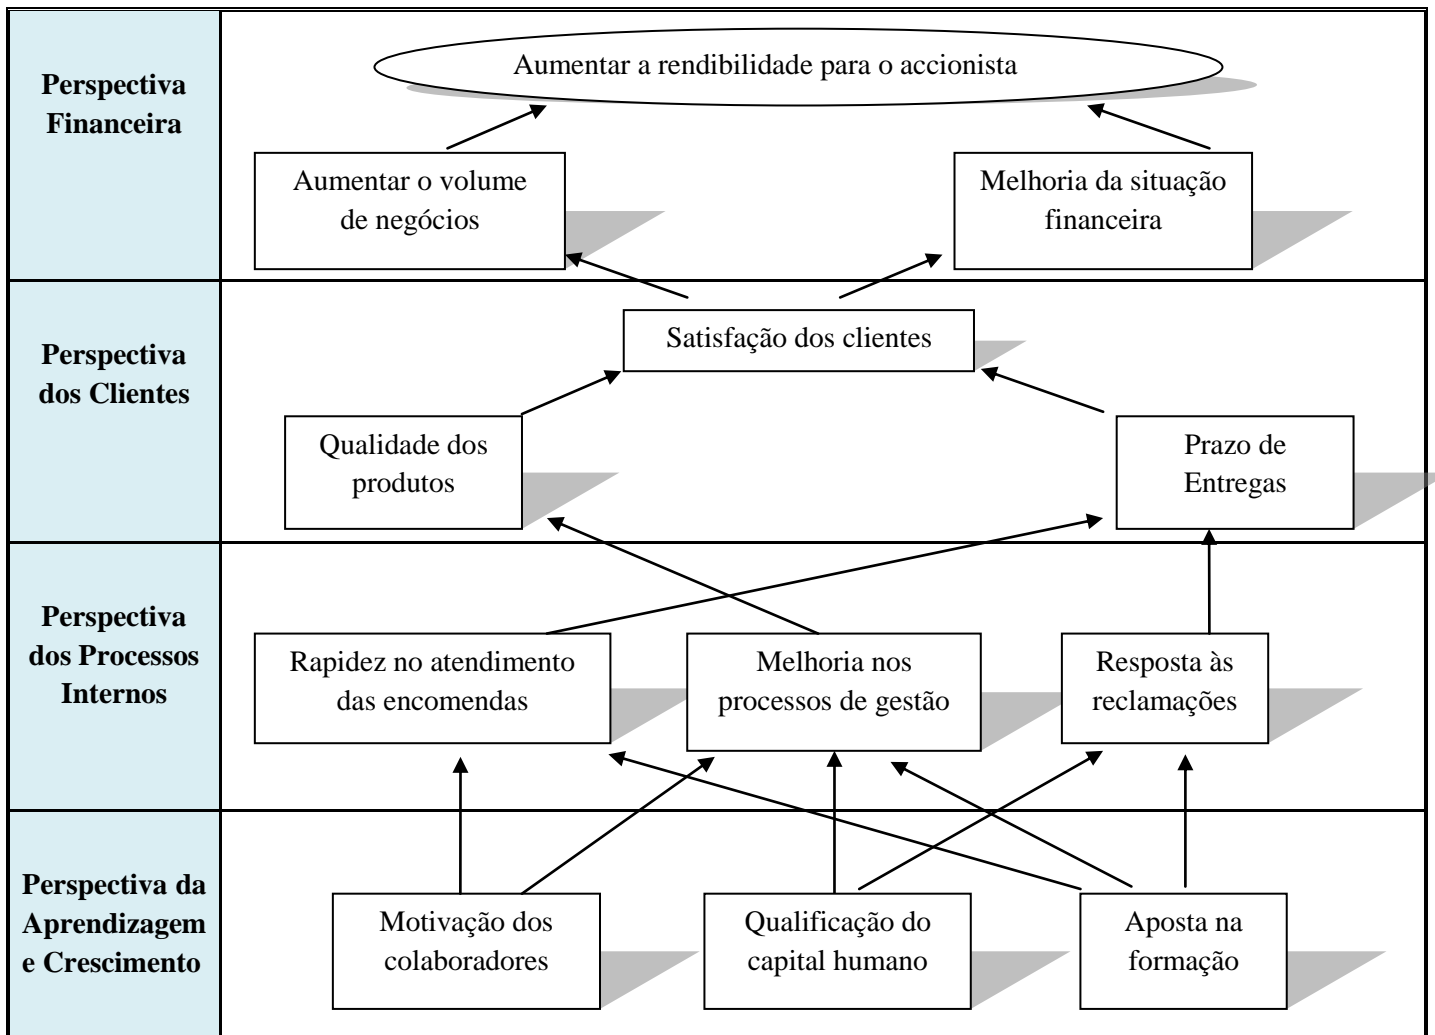 Perspectiva
Financeira
Aumentar a rendibilidade para o accionista
Aumentar o volume
de negócios
Melhoria da situação
financeira
Perspectiva
dos Clientes
Satisfação dos clientes
Qualidade dos
produtos
Prazo de
Entregas
Perspectiva
dos Processos
Internos
Rapidez no atendimento
das encomendas
Melhoria nos
processos de gestão
Resposta às
reclamações
Perspectiva da
Aprendizagem
e Crescimento
Motivação dos
colaboradores
Qualificação do
capital humano
Aposta na
formação